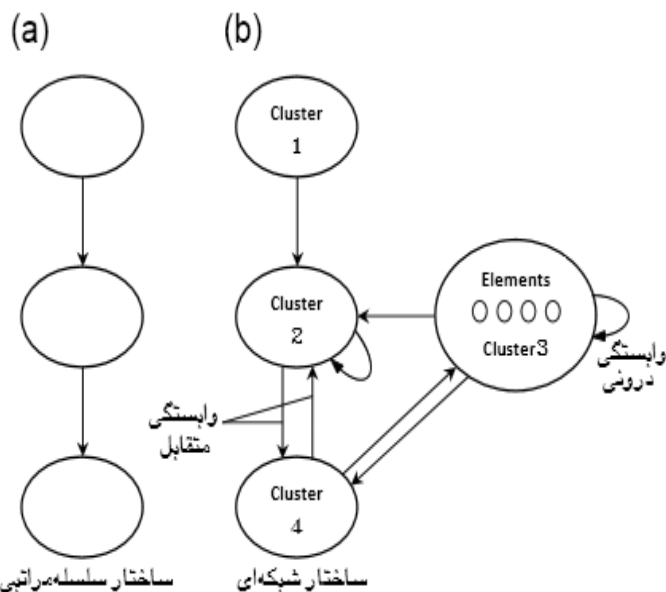 (a)
(b)
Cluster
1
Cluster
2
Elements
Cluster3
وابستگی
درونی
وابستگی
متقابل
Cluster
4
ساختار سلسله‌مراتبی
ساختار شبکه‌ای